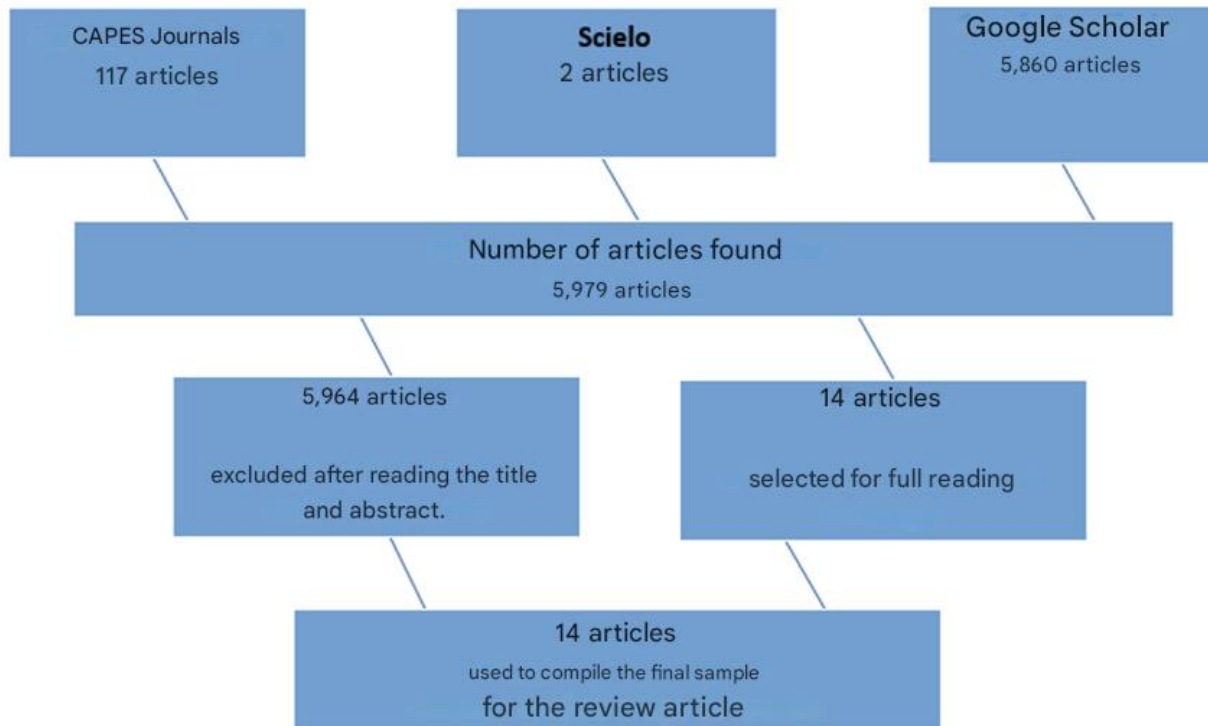 CAPES Journals
117 articles
Scielo
2 articles
Google Scholar
5,860 articles
Number of articles found
5,979 articles
5,964 articles
excluded after reading the title
and abstract.
14 articles
selected for full reading
14 articles
used to compile the final sample
for the review article